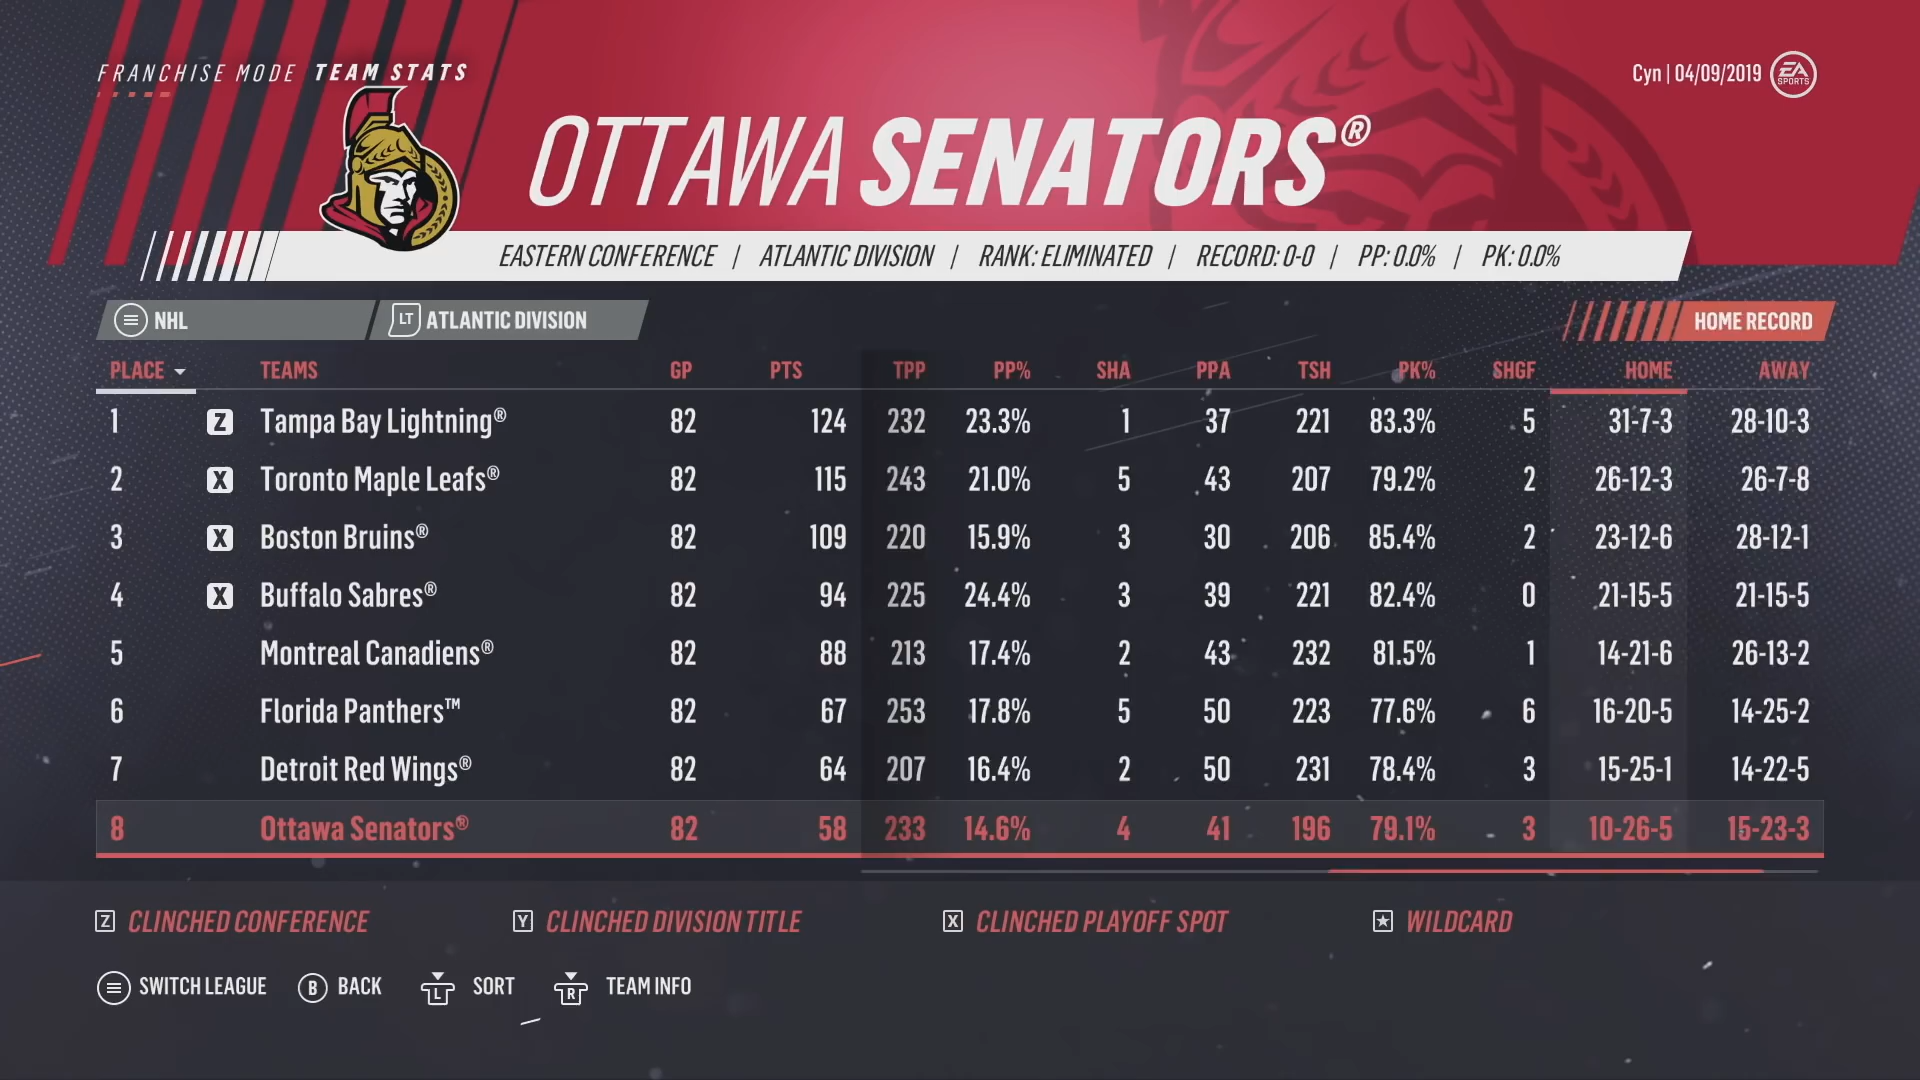 FRANCHISE MODE TEAM STATS
Cyn | 04/09/2019 EA SPORTS
OTTAWA SENATORS®
EASTERN CONFERENCE / ATLANTIC DIVISION / RANK: ELIMINATED / RECORD: 0-0 / PP: 0.0% / PK: 0.0%
NHL LT ATLANTIC DIVISION HOME RECORD
PLACE TEAMS GP PTS TPP PP% SHA PPA TSH PK% SHGF HOME AWAY
1 Z Tampa Bay Lightning® 82 124 232 23.3% 1 37 221 83.3% 5 31-7-3 28-10-3
2 X Toronto Maple Leafs® 82 115 243 21.0% 5 43 207 79.2% 2 26-12-3 26-7-8
3 X Boston Bruins® 82 109 220 15.9% 3 30 206 85.4% 2 23-12-6 28-12-1
4 X Buffalo Sabres® 82 94 225 24.4% 3 39 221 82.4% 0 21-15-5 21-15-5
5 Montreal Canadiens® 82 88 213 17.4% 2 43 232 81.5% 1 14-21-6 26-13-2
6 Florida Panthers™ 82 67 253 17.8% 5 50 223 77.6% 6 16-20-5 14-25-2
7 Detroit Red Wings® 82 64 207 16.4% 2 50 231 78.4% 3 15-25-1 14-22-5
8 Ottawa Senators® 82 58 233 14.6% 4 41 196 79.1% 3 10-26-5 15-23-3
Z CLINCHED CONFERENCE Y CLINCHED DIVISION TITLE X CLINCHED PLAYOFF SPOT ★ WILDCARD
SWITCH LEAGUE B BACK L SORT R TEAM INFO